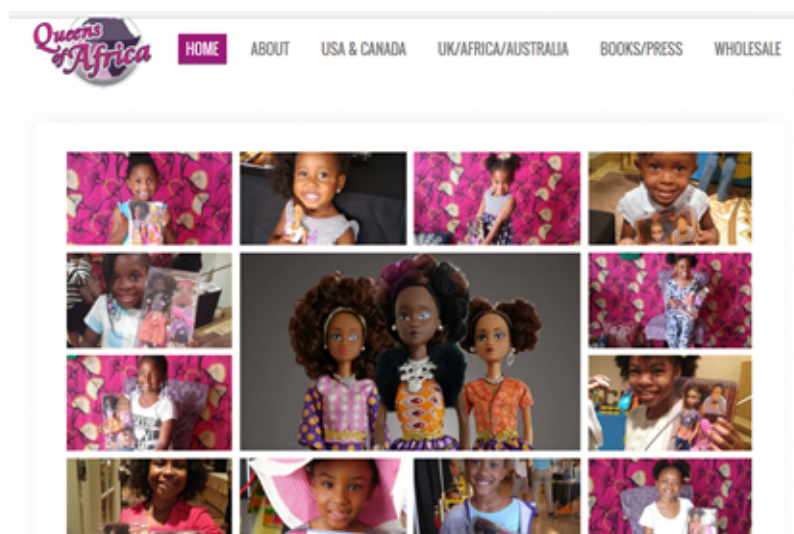 Queens
of Africa
HOME ABOUT USA & CANADA UK/AFRICA/AUSTRALIA BOOKS/PRESS WHOLESALE